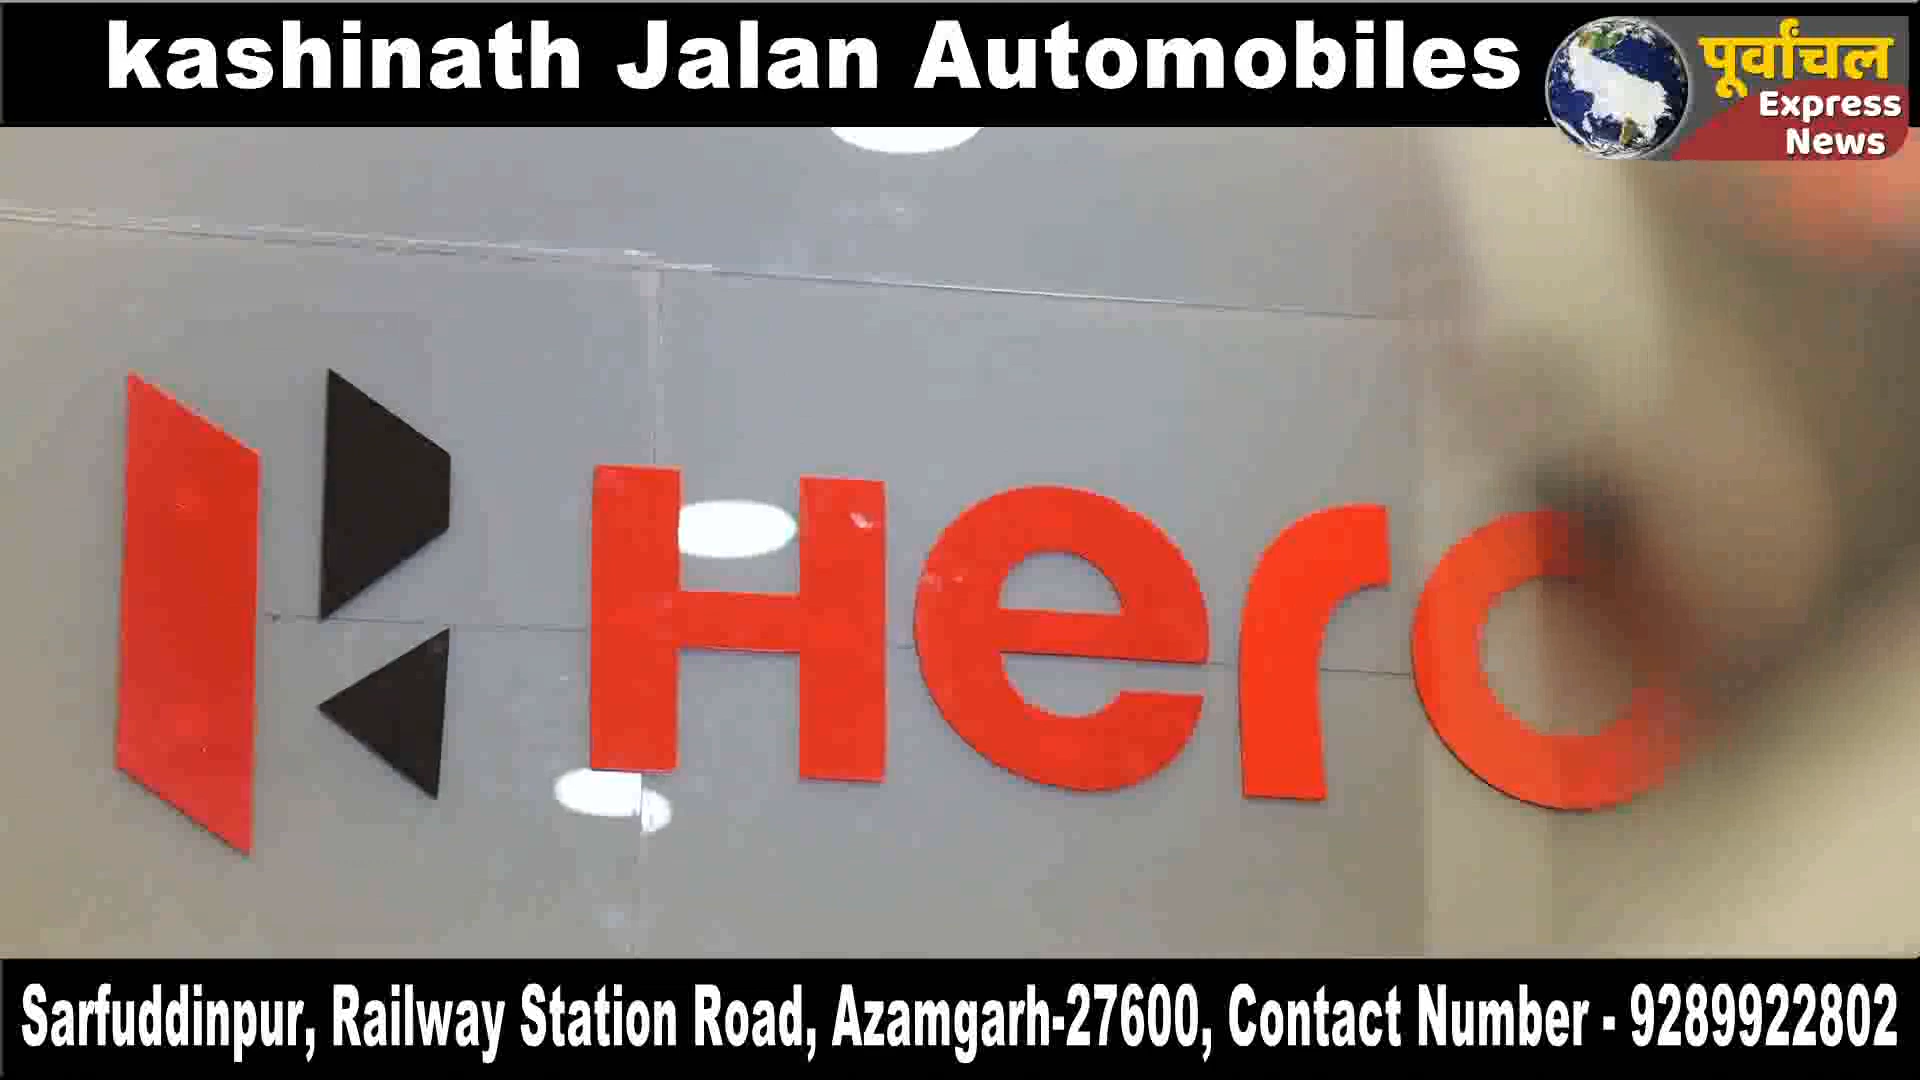 kashinath Jalan Automobiles
पूर्वांचल
Express
News
Hero
Sarfuddinpur, Railway Station Road, Azamgarh-27600, Contact Number - 9289922802